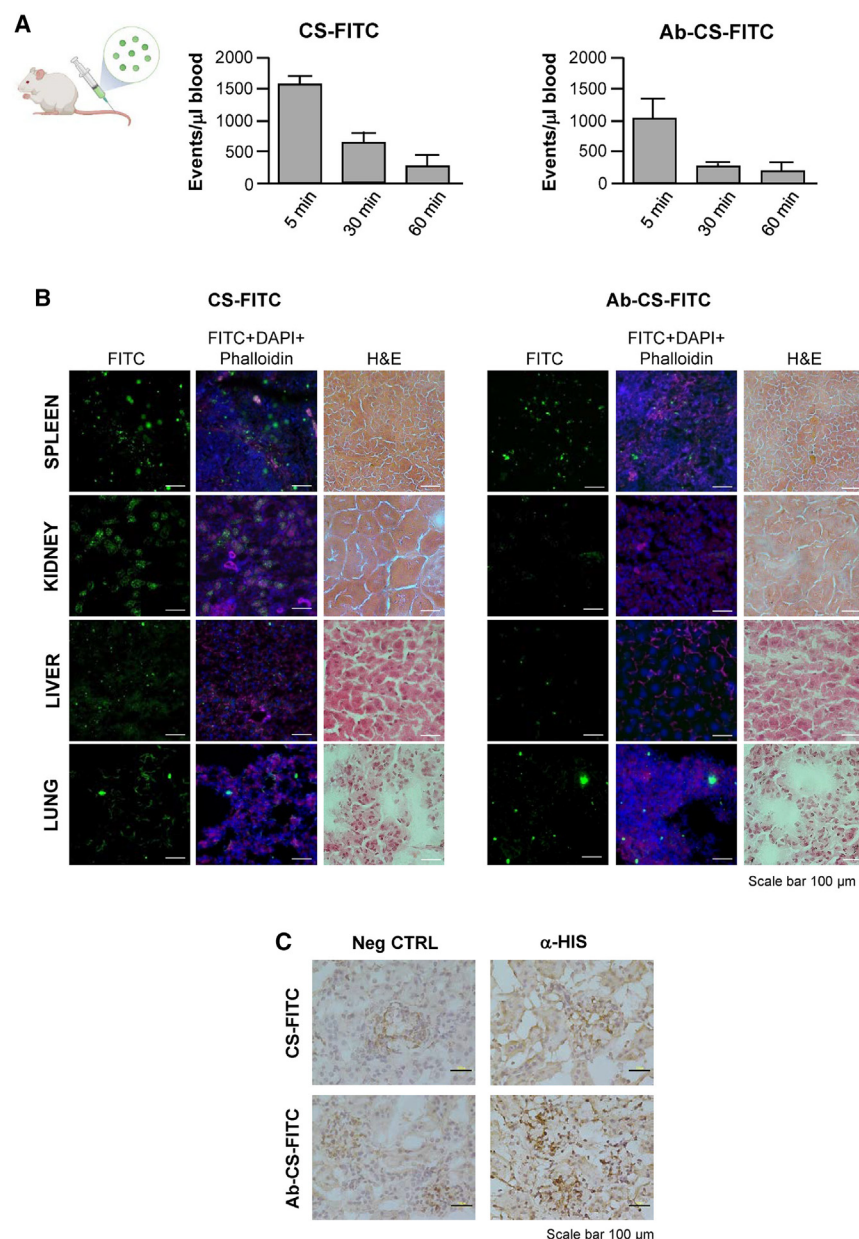 A
CS-FITC
Events/µl blood
2000
1500
1000
500
0
5 min
30 min
60 min
Ab-CS-FITC
Events/µl blood
2000
1500
1000
500
0
5 min
30 min
60 min
B
CS-FITC
Ab-CS-FITC
FITC
FITC+DAPI+
Phalloidin
H&E
FITC
FITC+DAPI+
Phalloidin
H&E
SPLEEN
KIDNEY
LIVER
LUNG
Scale bar 100 µm
C
Neg CTRL
α-HIS
CS-FITC
Ab-CS-FITC
Scale bar 100 µm